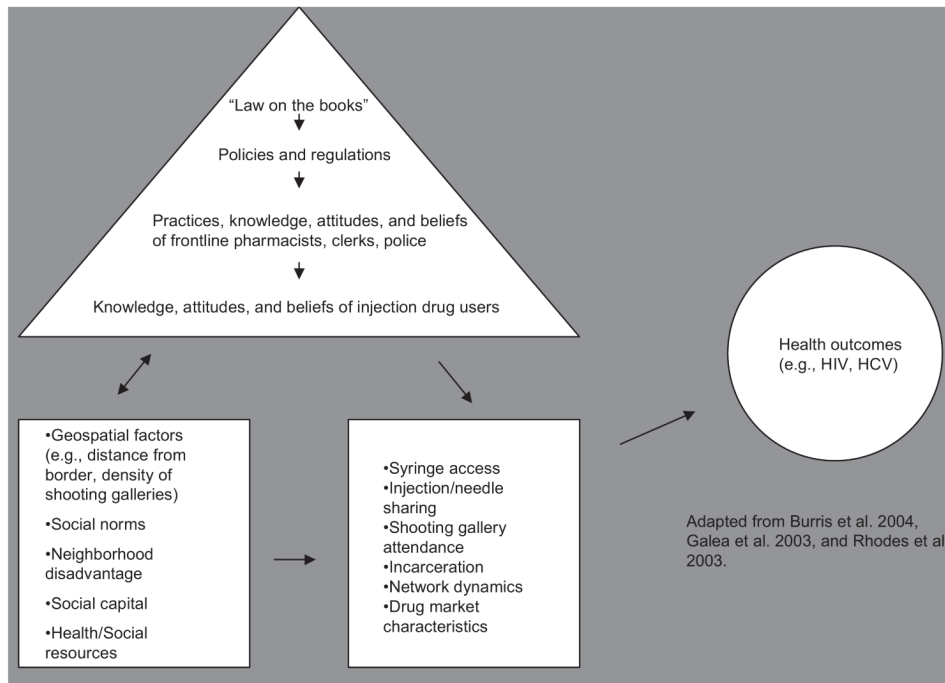 “Law on the books”
Policies and regulations
Practices, knowledge, attitudes, and beliefs
of frontline pharmacists, clerks, police
Knowledge, attitudes, and beliefs of injection drug users
•Geospatial factors
(e.g., distance from
border, density of
shooting galleries)
•Social norms
•Neighborhood
disadvantage
•Social capital
•Health/Social
resources
•Syringe access
•Injection/needle
sharing
•Shooting gallery
attendance
•Incarceration
•Network dynamics
•Drug market
characteristics
Health outcomes
(e.g., HIV, HCV)
Adapted from Burris et al. 2004,
Galea et al. 2003, and Rhodes et al
2003.